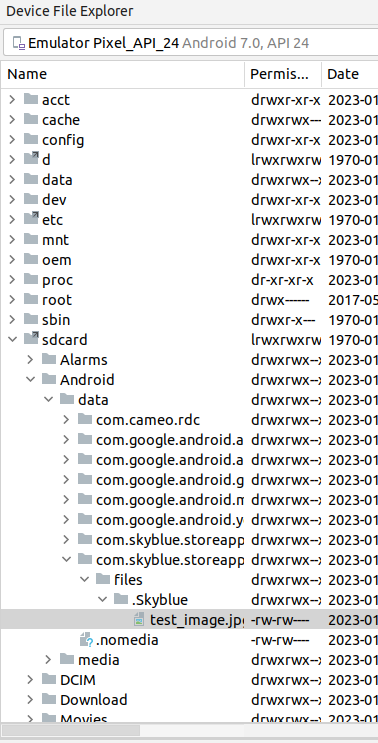 Device File Explorer
Emulator Pixel_API_24 Android 7.0, API 24
Name Permis... Date
acct drwxr-xr-x 2023-01
cache drwxrwx--- 2023-01
config drwxr-xr-x 2023-01
d lrwxrwxrw 1970-01
data drwxrwx--x 2023-01
dev drwxr-xr-x 2023-01
etc lrwxrwxrw 1970-01
mnt drwxr-xr-x 2023-01
oem drwxr-xr-x 1970-01
proc dr-xr-xr-x 2023-01
root drwx------ 2017-05
sbin drwxr-x--- 1970-01
sdcard lrwxrwxrw 1970-01
Alarms drwxrwx--x 2023-01
Android drwxrwx--x 2023-01
data drwxrwx--x 2023-01
com.cameo.rdc drwxrwx--x 2023-01
com.google.android.a drwxrwx--x 2023-01
com.google.android.a drwxrwx--x 2023-01
com.google.android.g drwxrwx--x 2023-01
com.google.android.m drwxrwx--x 2023-01
com.google.android.y drwxrwx--x 2023-01
com.skyblue.storeapp drwxrwx--x 2023-01
com.skyblue.storeapp drwxrwx--x 2023-01
files drwxrwx--x 2023-01
.Skyblue drwxrwx--x 2023-01
test_image.jpg -rw-rw---- 2023-01
.nomedia -rw-rw---- 2023-01
media drwxrwx--x 2023-01
DCIM drwxrwx--x 2023-01
Download drwxrwx--x 2023-01
Movies drwxrwx--x 2023-01